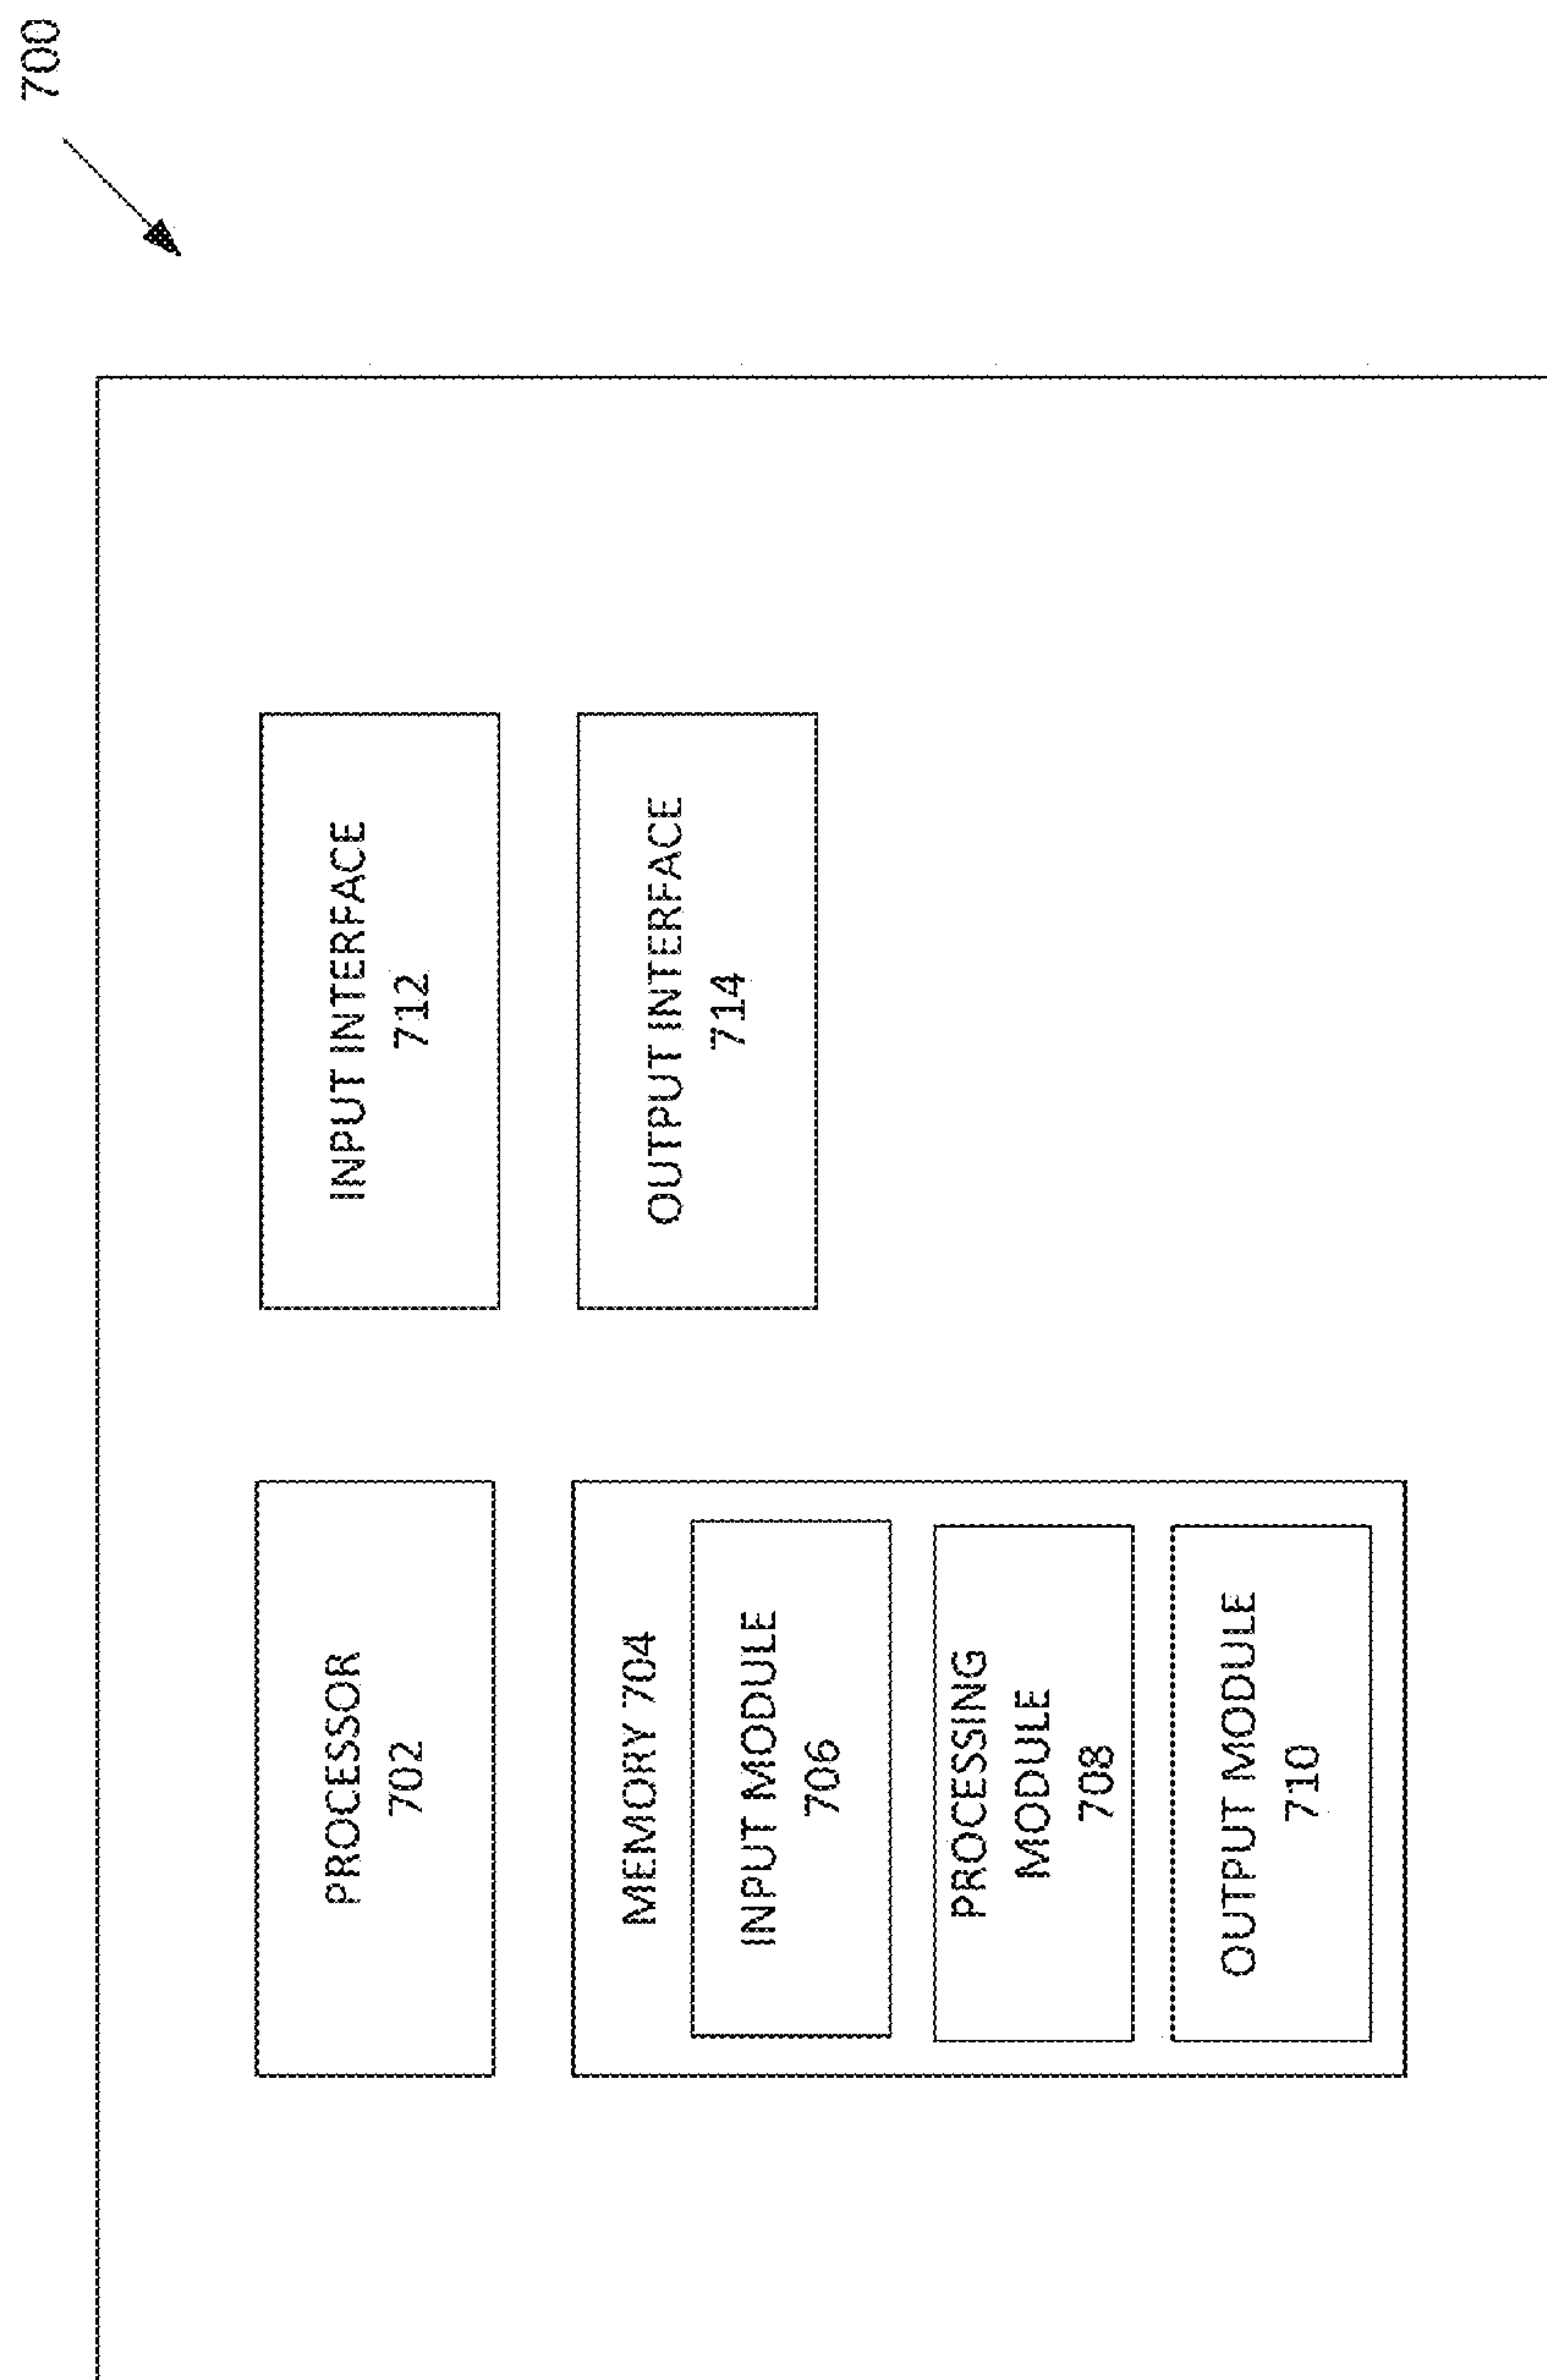 700
PROCESSOR
702
MEMORY 704
INPUT MODULE
706
PROCESSING
MODULE
708
OUTPUT MODULE
710
INPUT INTERFACE
712
OUTPUT INTERFACE
714